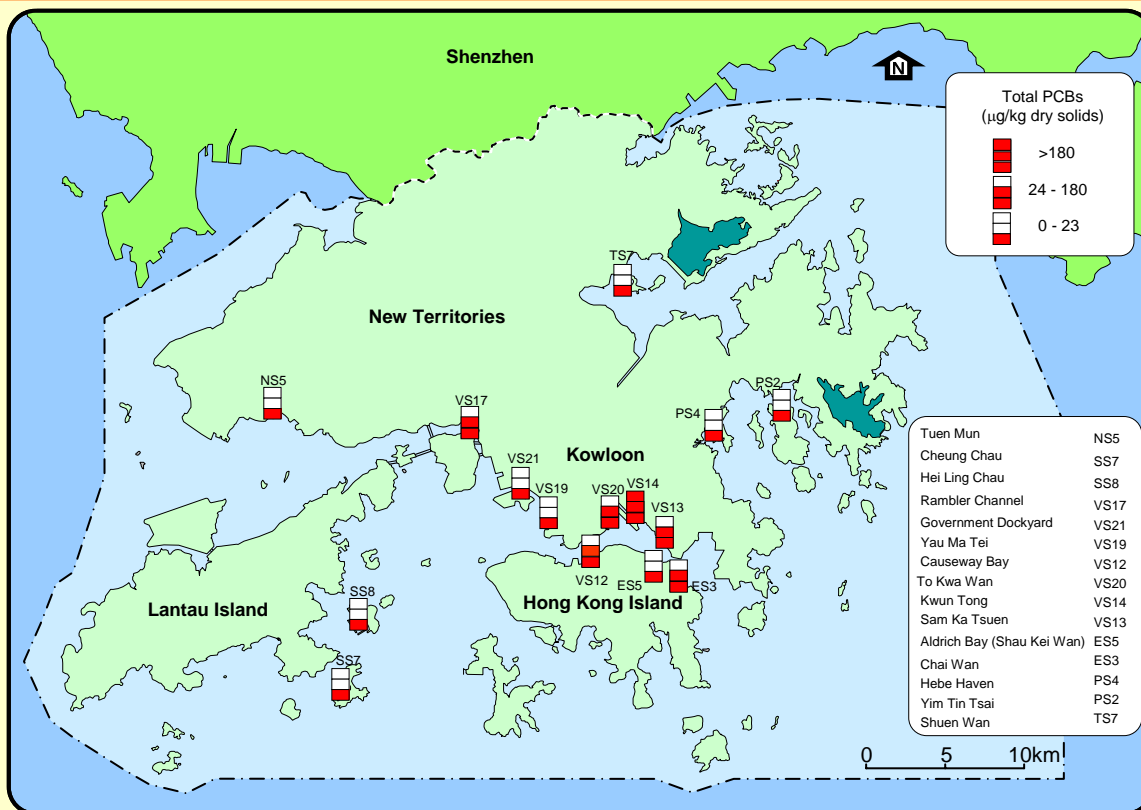 Shenzhen
N
Total PCBs
(µg/kg dry solids)
>180
24 - 180
0 - 23
TS7
New Territories
NS5
VS17
PS2
PS4
Kowloon
VS21
VS19
VS20
VS14
VS13
VS12
ES5
ES3
Hong Kong Island
Lantau Island
SS8
SS7
Tuen Mun NS5
Cheung Chau SS7
Hei Ling Chau SS8
Rambler Channel VS17
Government Dockyard VS21
Yau Ma Tei VS19
Causeway Bay VS12
To Kwa Wan VS20
Kwun Tong VS14
Sam Ka Tsuen VS13
Aldrich Bay (Shau Kei Wan) ES5
Chai Wan ES3
Hebe Haven PS4
Yim Tin Tsai PS2
Shuen Wan TS7
0 5 10km